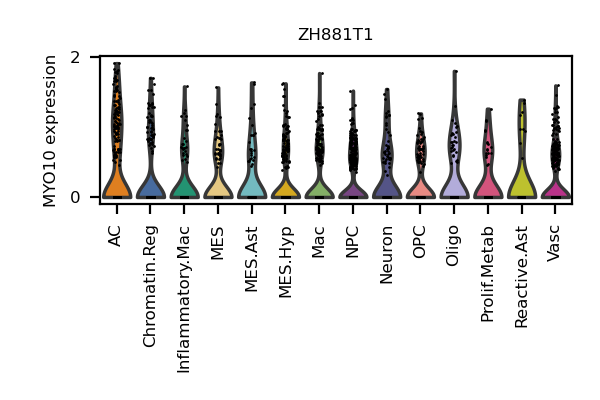 ZH881T1
MYO10 expression
2
0
AC
Chromatin.Reg
Inflammatory.Mac
MES
MES.Ast
MES.Hyp
Mac
NPC
Neuron
OPC
Oligo
Prolif.Metab
Reactive.Ast
Vasc